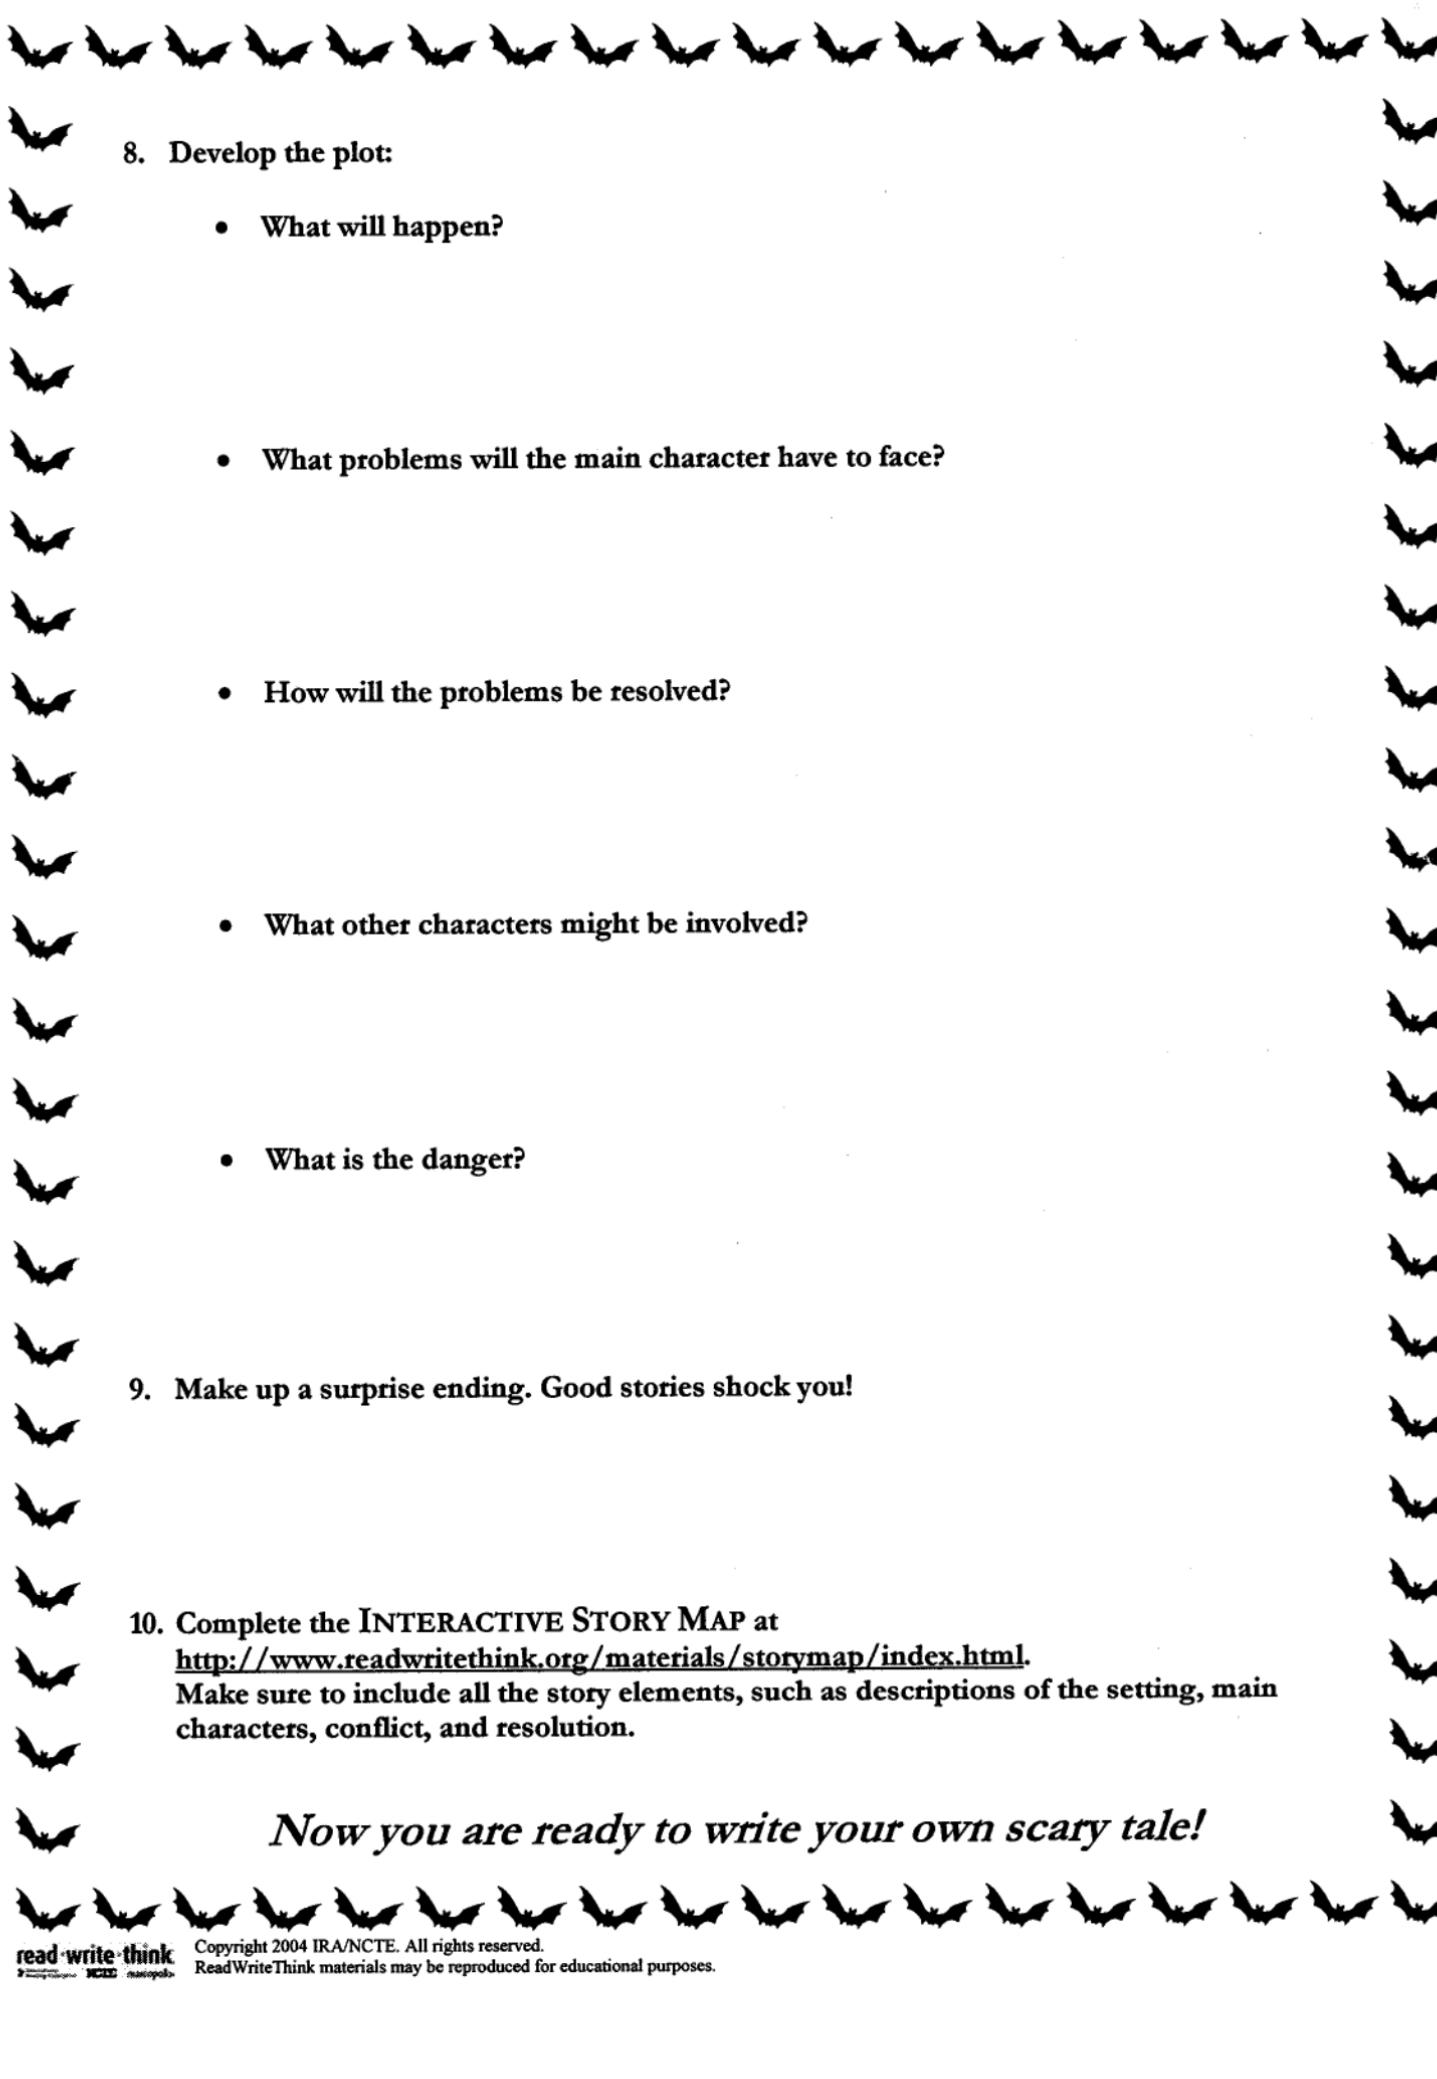 8. Develop the plot:
• What will happen?
• What problems will the main character have to face?
• How will the problems be resolved?
• What other characters might be involved?
• What is the danger?
9. Make up a surprise ending. Good stories shock you!
10. Complete the INTERACTIVE STORY MAP at
http://www.readwritethink.org/materials/storymap/index.html.
Make sure to include all the story elements, such as descriptions of the setting, main
characters, conflict, and resolution.
Now you are ready to write your own scary tale!
read·write·think
NCTE marcopolo
Copyright 2004 IRA/NCTE. All rights reserved.
ReadWriteThink materials may be reproduced for educational purposes.